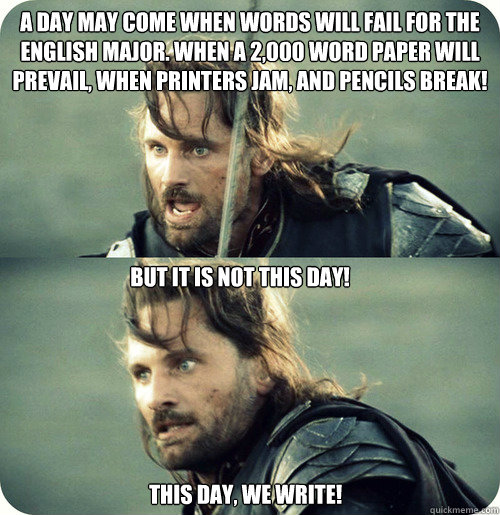 A DAY MAY COME WHEN WORDS WILL FAIL FOR THE
ENGLISH MAJOR. WHEN A 2,000 WORD PAPER WILL
PREVAIL, WHEN PRINTERS JAM, AND PENCILS BREAK!
BUT IT IS NOT THIS DAY!
THIS DAY, WE WRITE!
quickmeme.com